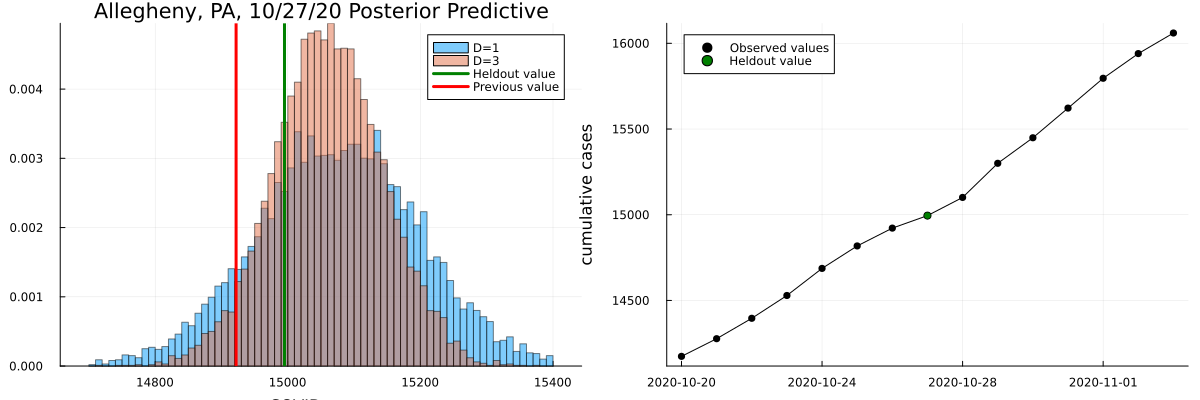 Allegheny, PA, 10/27/20 Posterior Predictive
D=1
D=3
Heldout value
Previous value
0.004
0.003
0.002
0.001
0.000
14800
15000
15200
15400
Observed values
Heldout value
cumulative cases
16000
15500
15000
14500
2020-10-20
2020-10-24
2020-10-28
2020-11-01